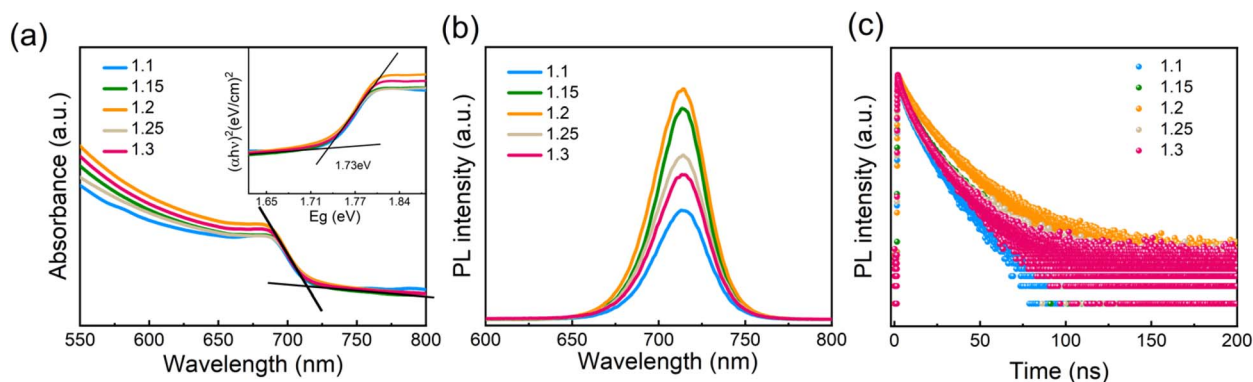 (a)
Absorbance (a.u.)
1.1
1.15
1.2
1.25
1.3
(αhν)²(eV/cm)²
1.73eV
1.65 1.71 1.77 1.84
Eg (eV)
550 600 650 700 750 800
Wavelength (nm)
(b)
PL intensity (a.u.)
1.1
1.15
1.2
1.25
1.3
600 650 700 750 800
Wavelength (nm)
(c)
PL intensity (a.u.)
1.1
1.15
1.2
1.25
1.3
0 25 50 75 100 125 150 200
Time (ns)